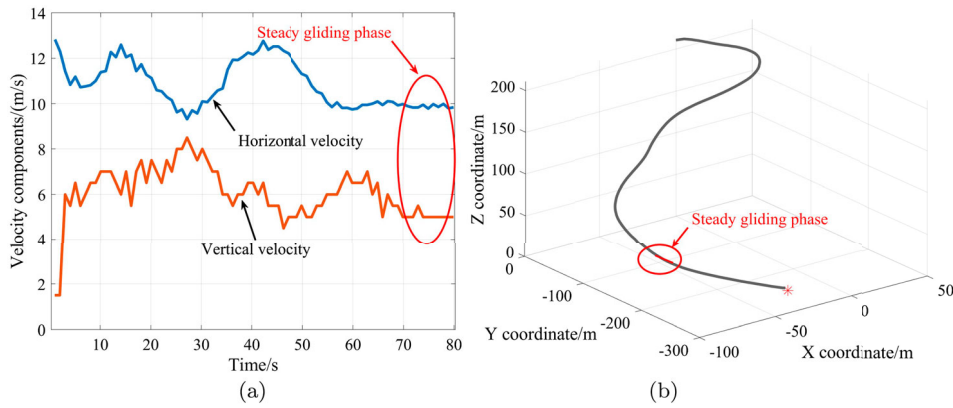 14
12
10
8
6
4
2
0
Velocity components/(m/s)
Steady gliding phase
Horizontal velocity
Vertical velocity
10 20 30 40 50 60 70 80
Time/s
(a)
200
150
100
50
0
Z coordinate/m
Steady gliding phase
0
-100
-200
-300
Y coordinate/m
-100
-50
0
50
X coordinate/m
(b)